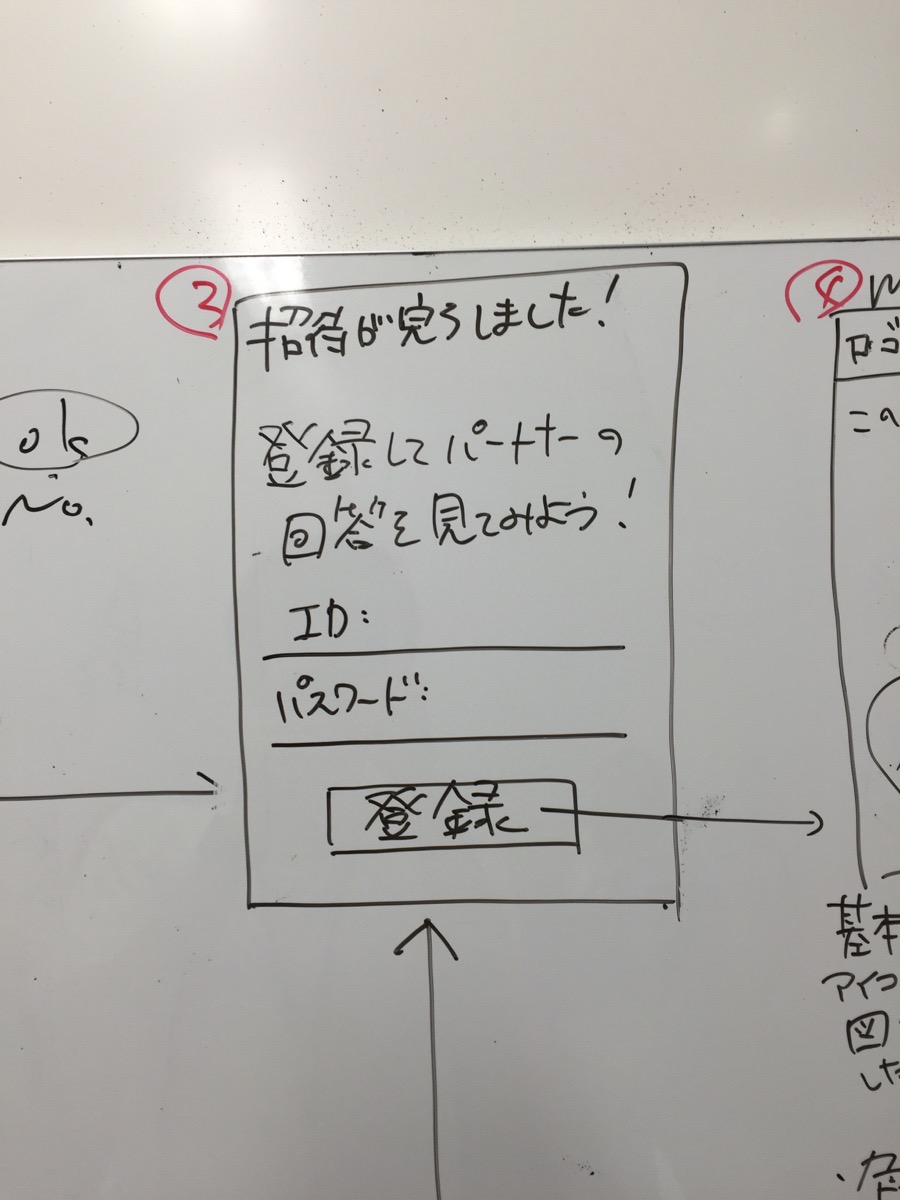 3
招待が完了しました!
登録してパートナーの
回答を見てみよう!
ID:
パスワード:
登録
ok
No.
4
ロゴ
この
基本
アイコ
図
した